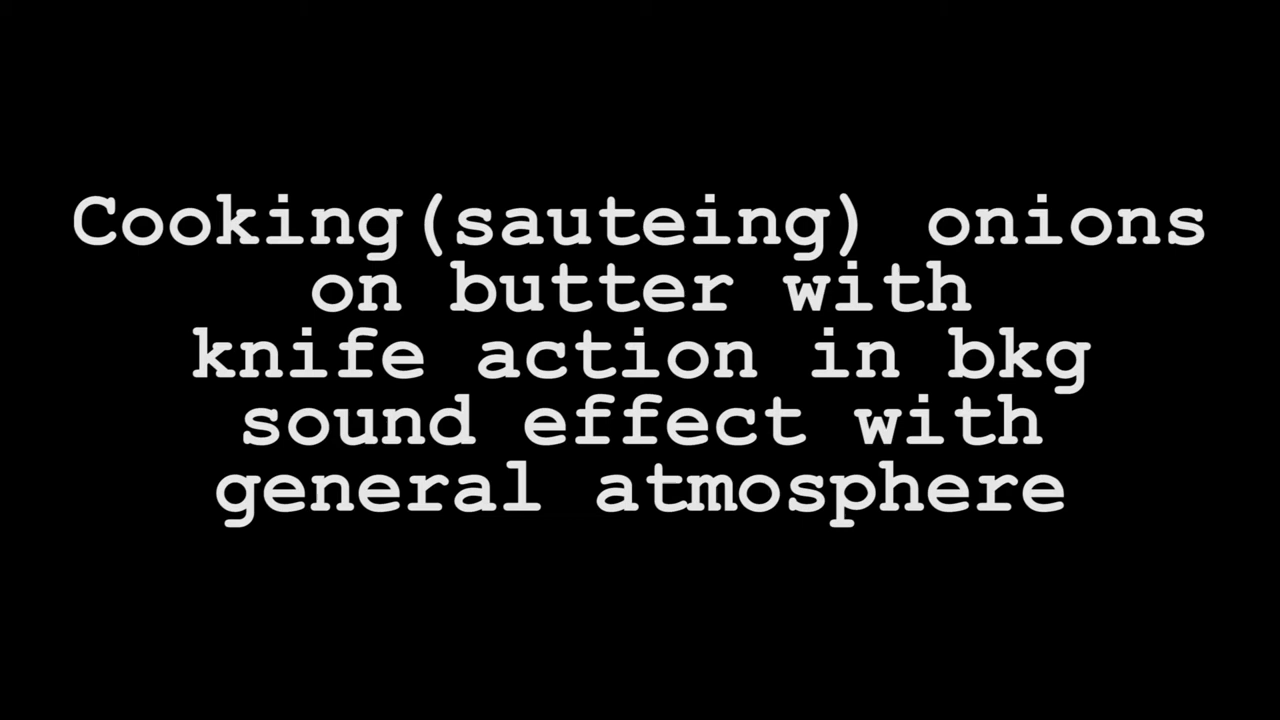 Cooking(sauteing) onions
on butter with
knife action in bkg
sound effect with
general atmosphere